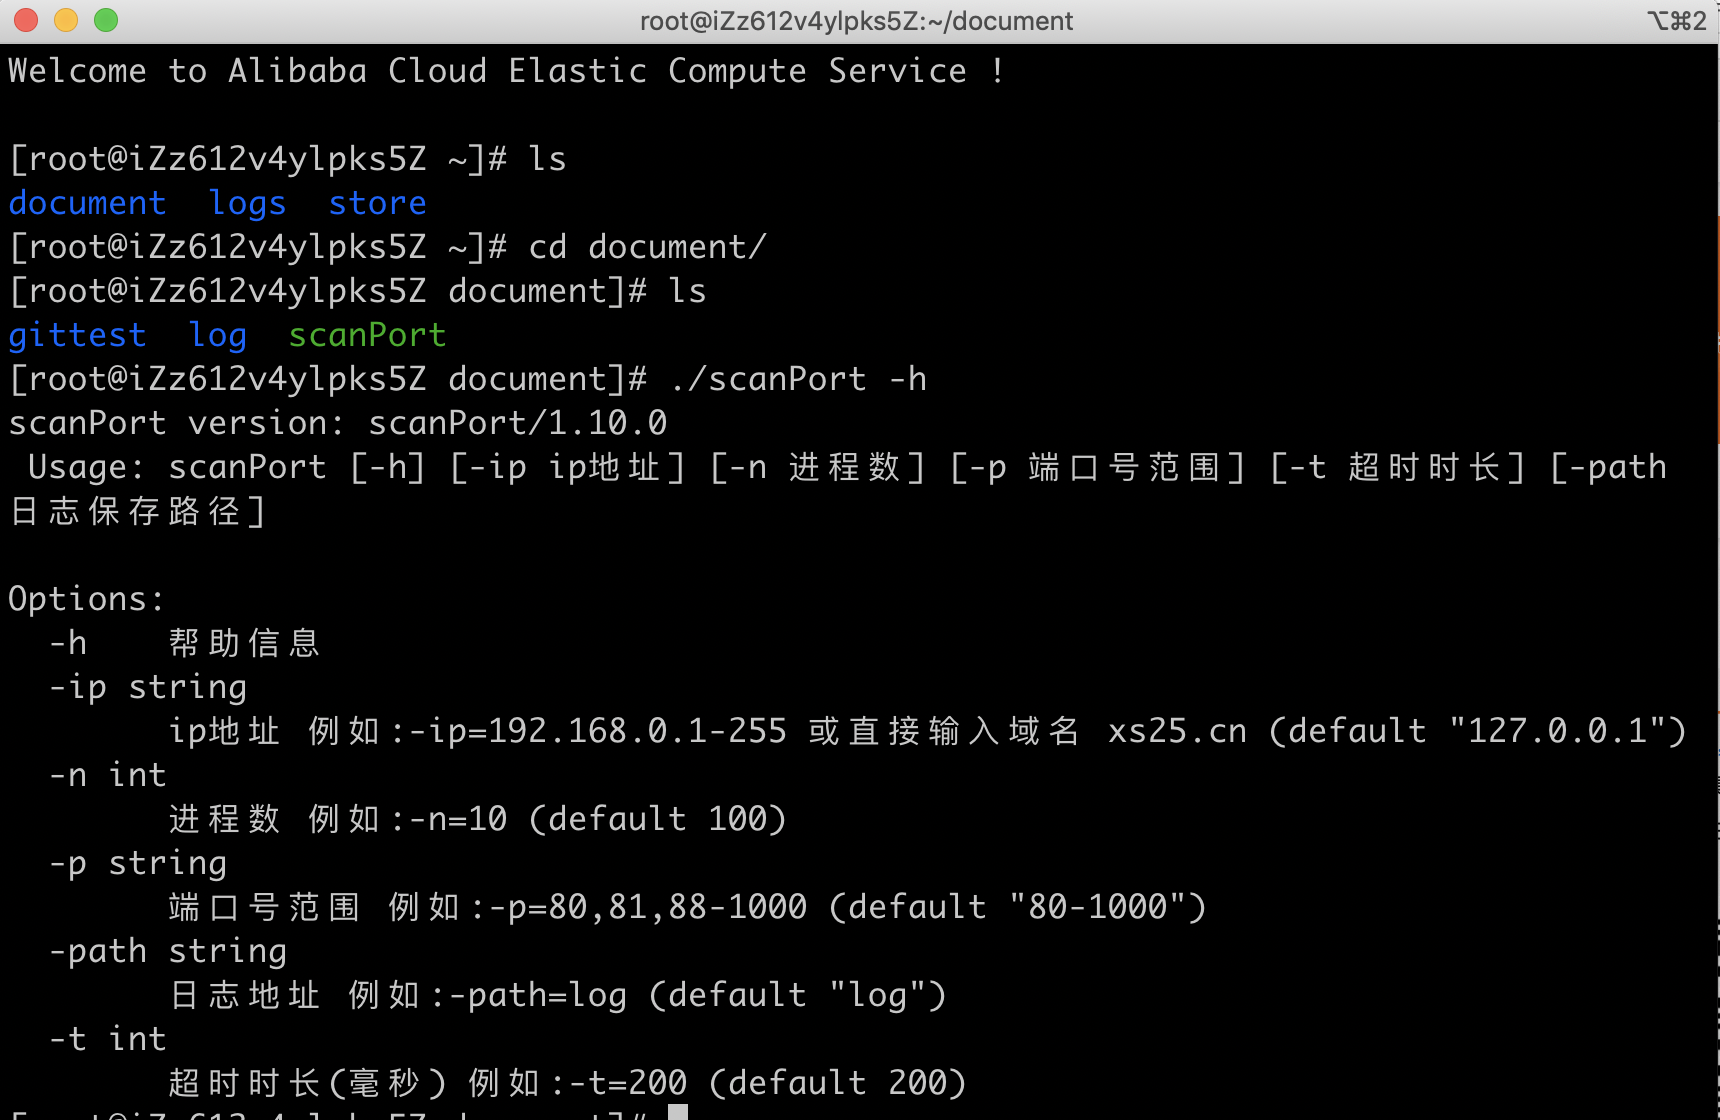 root@iZz612v4ylpks5Z:~/document ⌥⌘2
Welcome to Alibaba Cloud Elastic Compute Service !
[root@iZz612v4ylpks5Z ~]# ls
document  logs  store
[root@iZz612v4ylpks5Z ~]# cd document/
[root@iZz612v4ylpks5Z document]# ls
gittest  log  scanPort
[root@iZz612v4ylpks5Z document]# ./scanPort -h
scanPort version: scanPort/1.10.0
Usage: scanPort [-h] [-ip ip地址] [-n 进程数] [-p 端口号范围] [-t 超时时长] [-path
日志保存路径]
Options:
-h    帮助信息
-ip string
ip地址 例如:-ip=192.168.0.1-255 或直接输入域名 xs25.cn (default "127.0.0.1")
-n int
进程数 例如:-n=10 (default 100)
-p string
端口号范围 例如:-p=80,81,88-1000 (default "80-1000")
-path string
日志地址 例如:-path=log (default "log")
-t int
超时时长(毫秒) 例如:-t=200 (default 200)
[root@iZz612v4ylpks5Z document]#